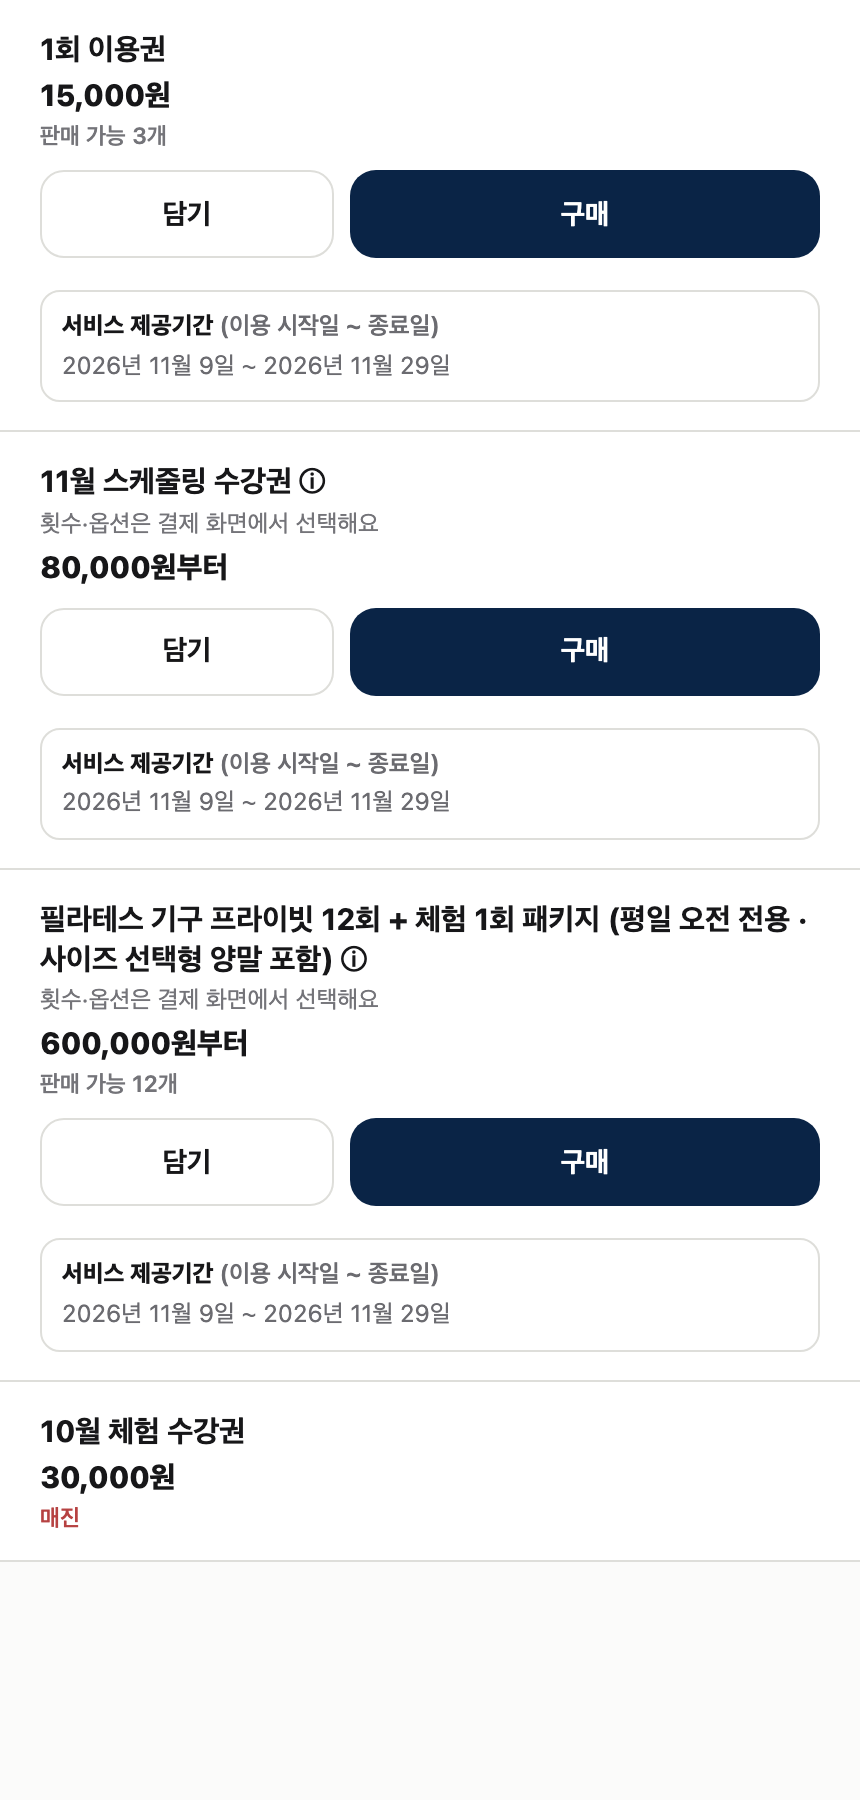 1회 이용권
15,000원
판매 가능 3개
담기
구매
서비스 제공기간 (이용 시작일 ~ 종료일)
2026년 11월 9일 ~ 2026년 11월 29일
11월 스케줄링 수강권 ⓘ
횟수·옵션은 결제 화면에서 선택해요
80,000원부터
담기
구매
서비스 제공기간 (이용 시작일 ~ 종료일)
2026년 11월 9일 ~ 2026년 11월 29일
필라테스 기구 프라이빗 12회 + 체험 1회 패키지 (평일 오전 전용 ·
사이즈 선택형 양말 포함) ⓘ
횟수·옵션은 결제 화면에서 선택해요
600,000원부터
판매 가능 12개
담기
구매
서비스 제공기간 (이용 시작일 ~ 종료일)
2026년 11월 9일 ~ 2026년 11월 29일
10월 체험 수강권
30,000원
매진